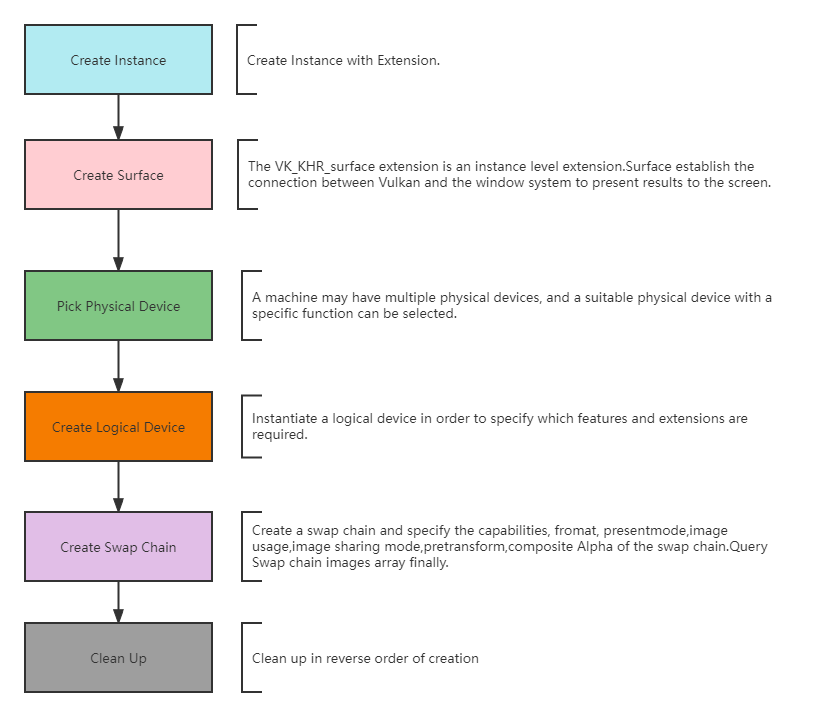 Create Instance
Create Instance with Extension.
Create Surface
The VK_KHR_surface extension is an instance level extension.Surface establish the
connection between Vulkan and the window system to present results to the screen.
Pick Physical Device
A machine may have multiple physical devices, and a suitable physical device with a
specific function can be selected.
Create Logical Device
Instantiate a logical device in order to specify which features and extensions are
required.
Create Swap Chain
Create a swap chain and specify the capabilities, fromat, presentmode,image
usage,image sharing mode,pretransform,composite Alpha of the swap chain.Query
Swap chain images array finally.
Clean Up
Clean up in reverse order of creation